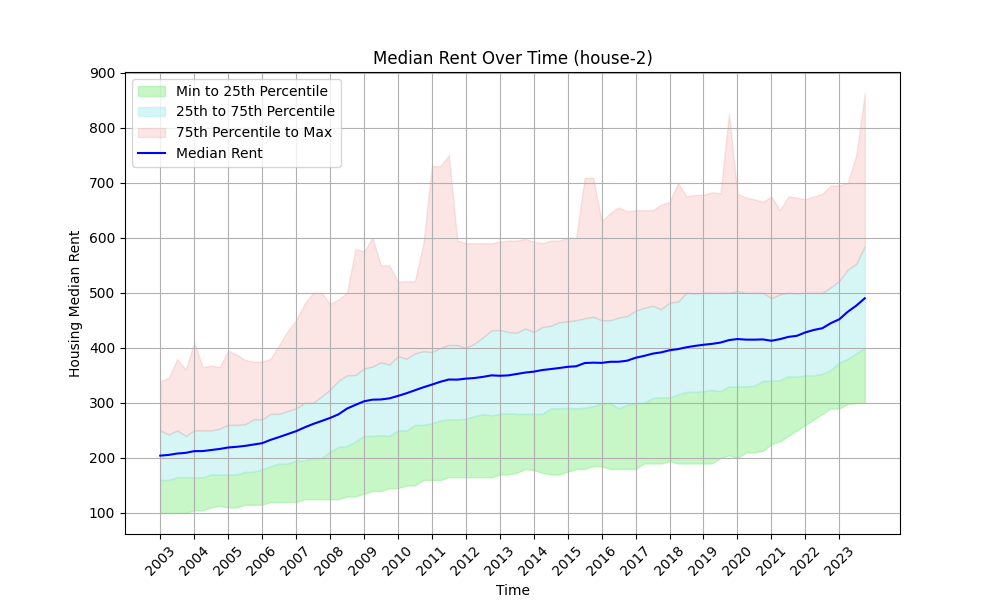 Median Rent Over Time (house-2)
Min to 25th Percentile
25th to 75th Percentile
75th Percentile to Max
Median Rent
900
800
700
600
500
400
300
200
100
Housing Median Rent
2003 2004 2005 2006 2007 2008 2009 2010 2011 2012 2013 2014 2015 2016 2017 2018 2019 2020 2021 2022 2023
Time